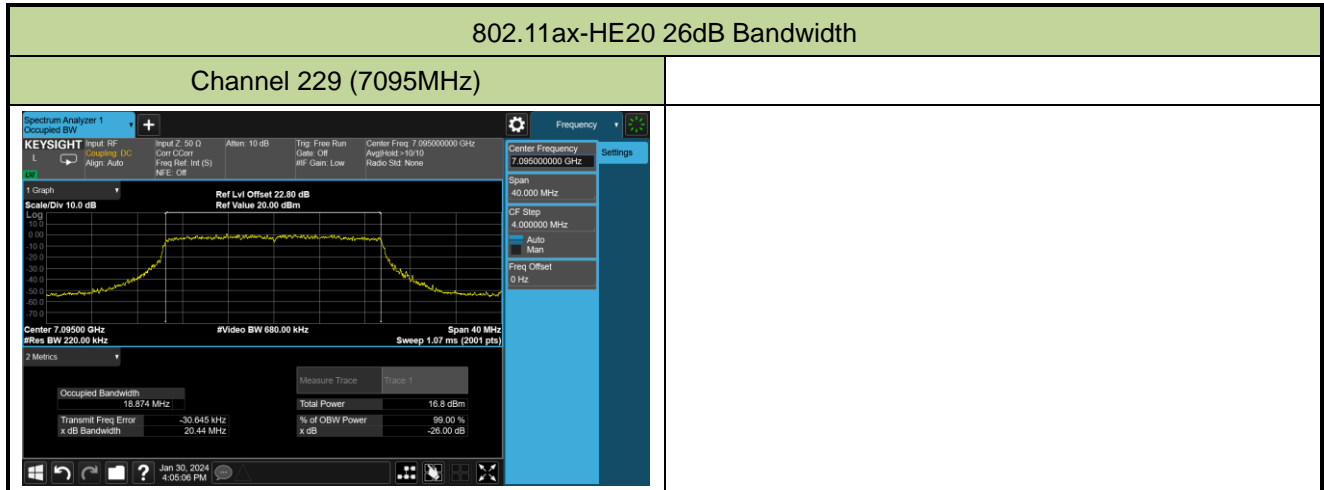 802.11ax-HE20 26dB Bandwidth
Channel 229 (7095MHz)
Spectrum Analyzer 1
Occupied BW
Frequency
KEYSIGHT
L
Input: RF
Coupling: DC
Align: Auto
Input Z: 50 Ω
Corr CCorr
Freq Ref: Int (S)
NFE: Off
Atten: 10 dB
Trig: Free Run
Gate: Off
#IF Gain: Low
Center Freq: 7.095000000 GHz
Avg|Hold:>10/10
Radio Std: None
LXI
Center Frequency
7.095000000 GHz
Settings
Span
40.000 MHz
CF Step
4.000000 MHz
Auto
Man
Freq Offset
0 Hz
1 Graph
Scale/Div 10.0 dB
Ref Lvl Offset 22.80 dB
Ref Value 20.00 dBm
Log
10.0
0.00
-10.0
-20.0
-30.0
-40.0
-50.0
-60.0
-70.0
Center 7.09500 GHz
#Video BW 680.00 kHz
Span 40 MHz
#Res BW 220.00 kHz
Sweep 1.07 ms (2001 pts)
2 Metrics
Measure Trace
Trace 1
Occupied Bandwidth
18.874 MHz
Total Power
16.8 dBm
Transmit Freq Error
-30.645 kHz
% of OBW Power
99.00 %
x dB Bandwidth
20.44 MHz
x dB
-26.00 dB
?
Jan 30, 2024
4:05:06 PM